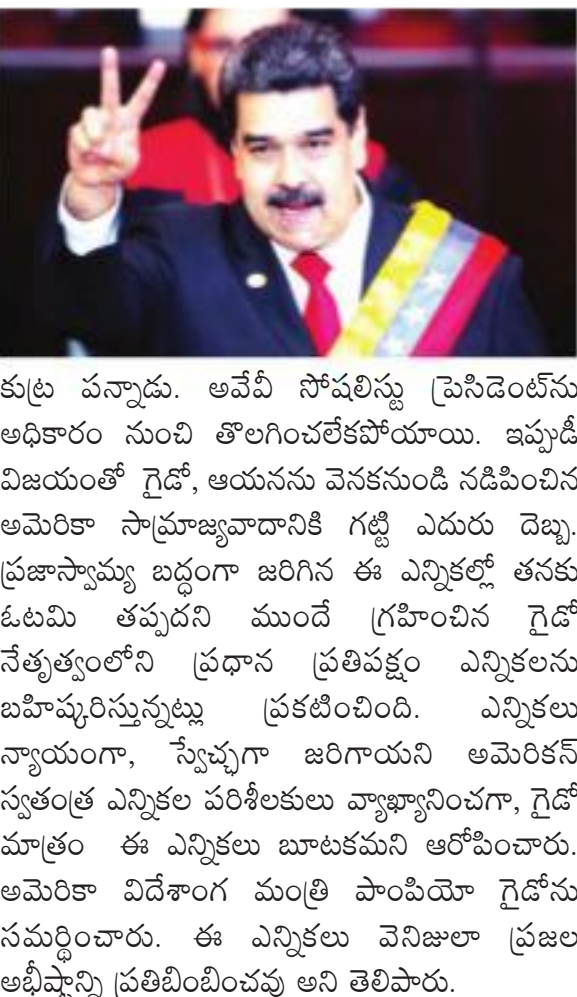 కుట్ర పన్నాడు. అవేవీ సోషలిస్టు ప్రెసిడెంట్‌ను
అధికారం నుంచి తొలగించలేకపోయాయి. ఇప్పుడీ
విజయంతో గైడో, ఆయనను వెనకనుండి నడిపించిన
అమెరికా సామ్రాజ్యవాదానికి గట్టి ఎదురు దెబ్బ.
ప్రజాస్వామ్య బద్ధంగా జరిగిన ఈ ఎన్నికల్లో తనకు
ఓటమి తప్పదని ముందే గ్రహించిన గైడో
నేతృత్వంలోని ప్రధాన ప్రతిపక్షం ఎన్నికలను
బహిష్కరిస్తున్నట్లు ప్రకటించింది. ఎన్నికలు
న్యాయంగా, స్వేచ్ఛగా జరిగాయని అమెరికన్
స్వతంత్ర ఎన్నికల పరిశీలకులు వ్యాఖ్యానించగా, గైడో
మాత్రం ఈ ఎన్నికలు బూటకమని ఆరోపించారు.
అమెరికా విదేశాంగ మంత్రి పాంపియో గైడోను
సమర్థించారు. ఈ ఎన్నికలు వెనిజులా ప్రజల
అభీష్టాన్ని ప్రతిబింబించవు అని తెలిపారు.